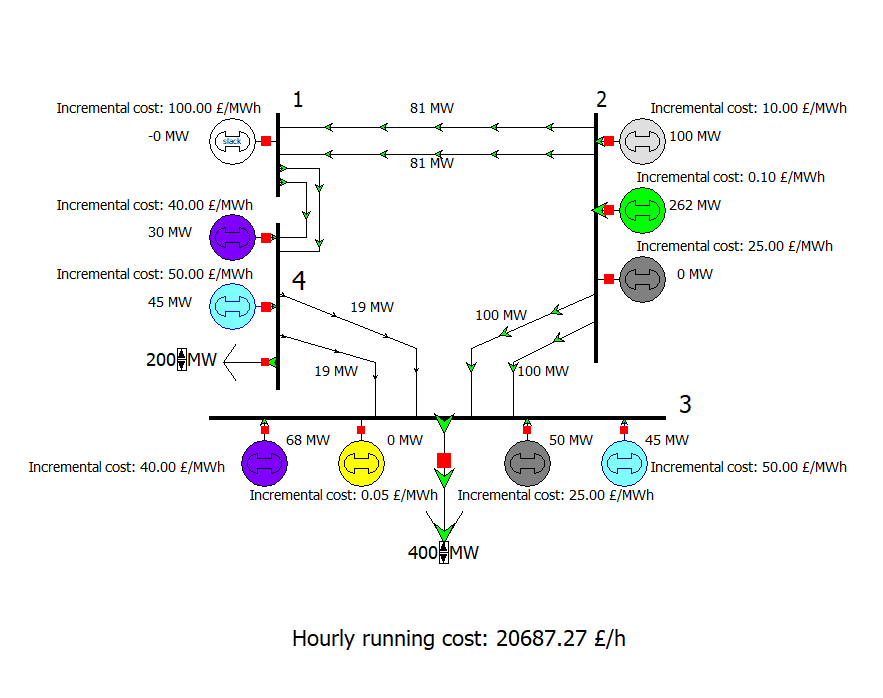 1
81 MW
2
Incremental cost: 100.00 £/MWh
Incremental cost: 10.00 £/MWh
-0 MW
slack
100 MW
81 MW
Incremental cost: 0.10 £/MWh
Incremental cost: 40.00 £/MWh
262 MW
30 MW
Incremental cost: 25.00 £/MWh
Incremental cost: 50.00 £/MWh
4
0 MW
45 MW
19 MW
100 MW
200 MW
19 MW
100 MW
3
68 MW
0 MW
50 MW
45 MW
Incremental cost: 40.00 £/MWh
Incremental cost: 50.00 £/MWh
Incremental cost: 0.05 £/MWh
Incremental cost: 25.00 £/MWh
400 MW
Hourly running cost: 20687.27 £/h